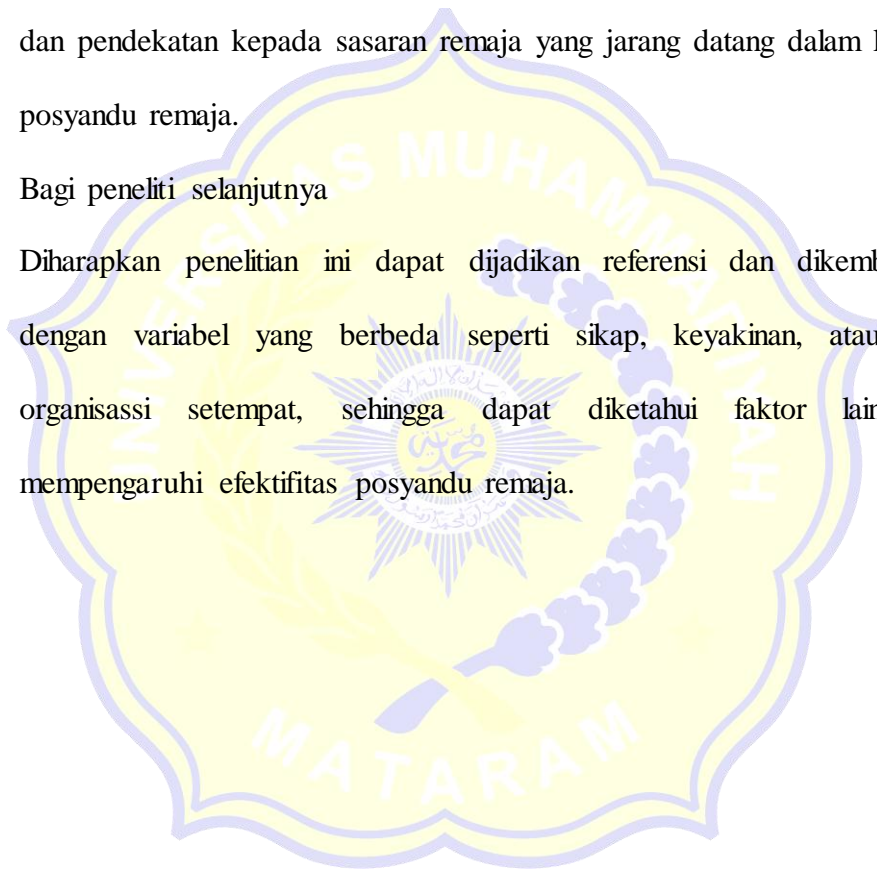 dan pendekatan kepada sasaran remaja yang jarang datang dalam
posyandu remaja.
Bagi peneliti selanjutnya
Diharapkan penelitian ini dapat dijadikan referensi dan
dengan variabel yang berbeda seperti sikap, keyakinan, atau
organisassi setempat, sehingga dapat diketahui faktor
mempengaruhi efektifitas posyandu remaja.
UNIVERSITAS MUHAMMADIYAH
MATARAM